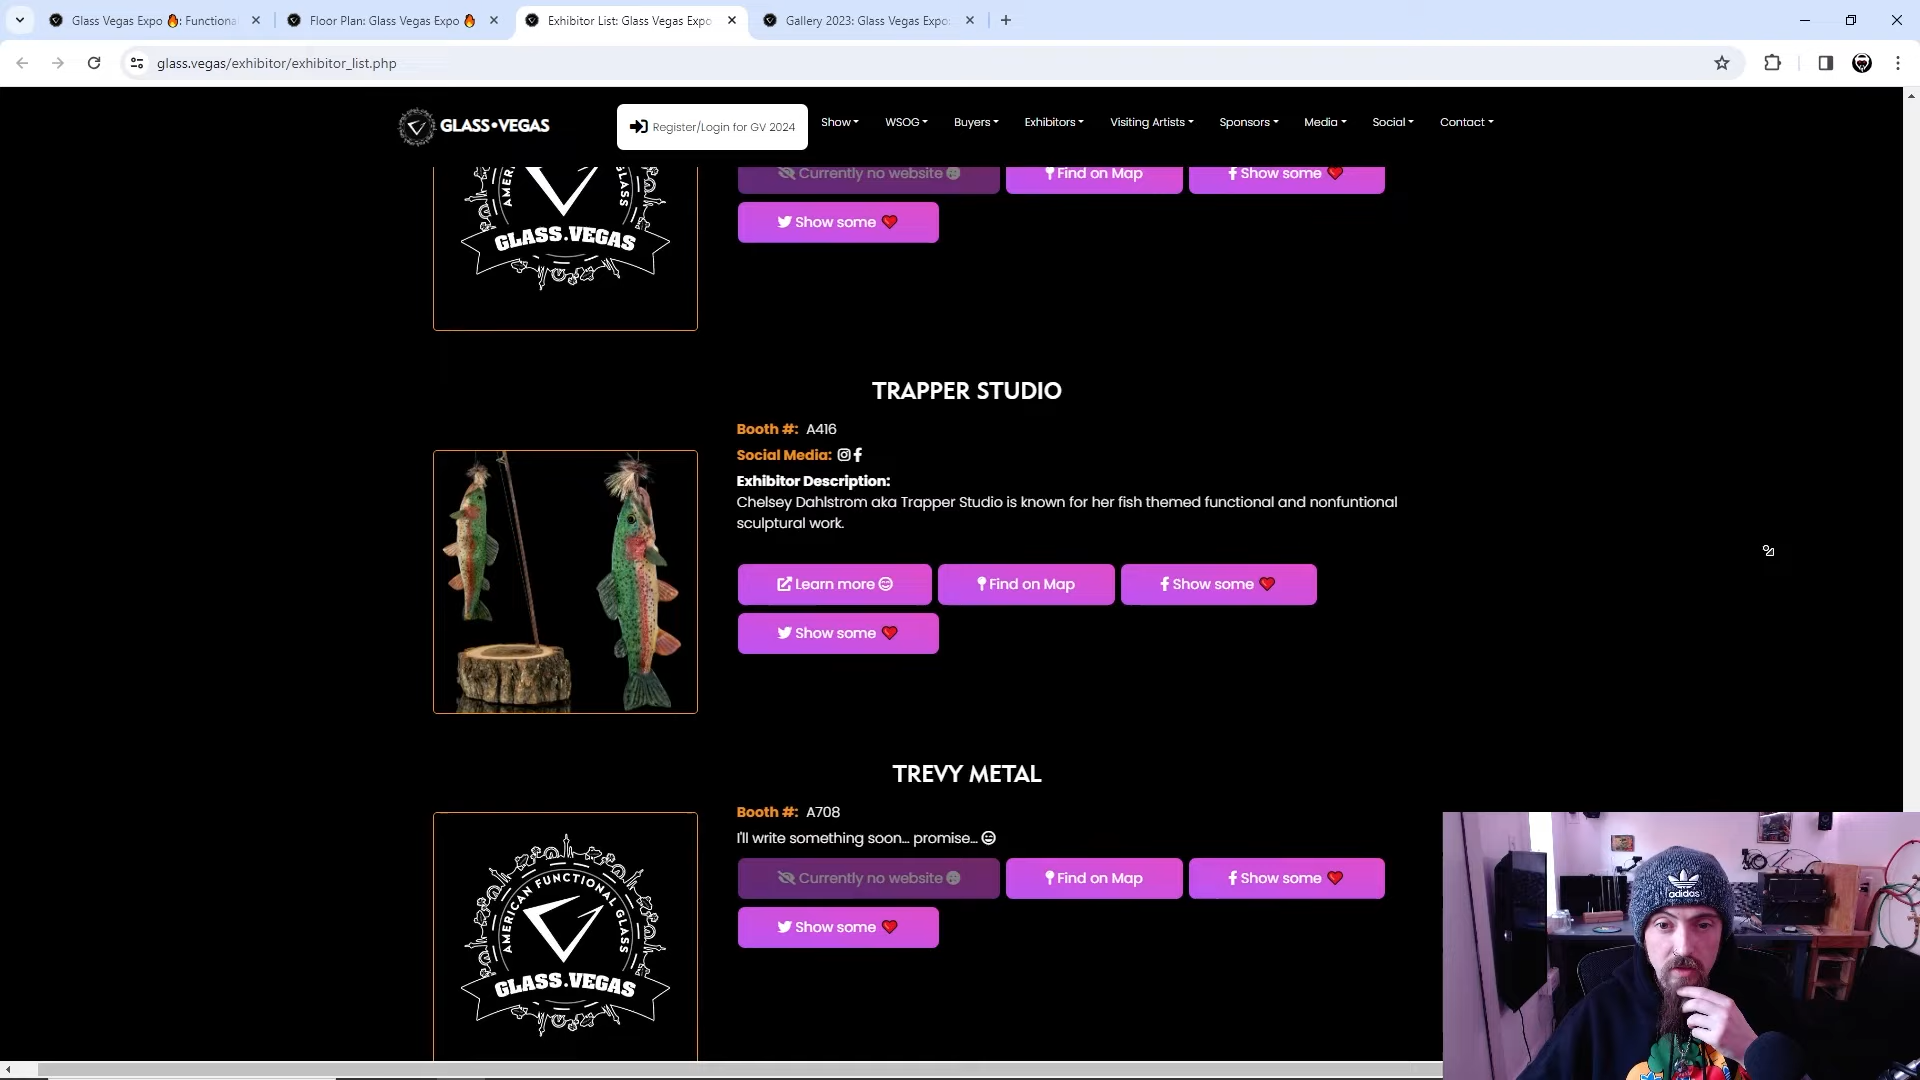 Glass Vegas Expo 🔥: Functiona
Floor Plan: Glass Vegas Expo 🔥
Exhibitor List: Glass Vegas Expo
Gallery 2023: Glass Vegas Expo:
glass.vegas/exhibitor/exhibitor_list.php
GLASS•VEGAS
Register/Login for GV 2024
Show
WSOG
Buyers
Exhibitors
Visiting Artists
Sponsors
Media
Social
Contact
GLASS.VEGAS
Currently no website
Find on Map
Show some ❤️
Show some ❤️
TRAPPER STUDIO
Booth #: A416
Social Media:
Exhibitor Description:
Chelsey Dahlstrom aka Trapper Studio is known for her fish themed functional and nonfuntional
sculptural work.
Learn more
Find on Map
Show some ❤️
Show some ❤️
TREVY METAL
Booth #: A708
I'll write something soon... promise...
Currently no website
Find on Map
Show some ❤️
Show some ❤️
AMERICAN FUNCTIONAL GLASS
GLASS.VEGAS
adidas